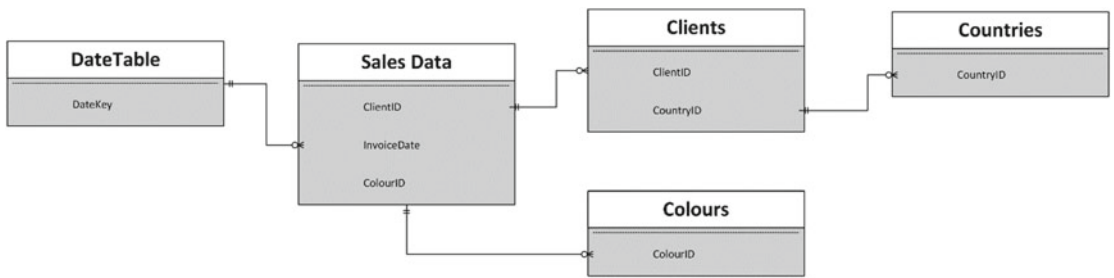 DateTable
DateKey
Sales Data
ClientID
InvoiceDate
ColourID
Clients
ClientID
CountryID
Countries
CountryID
Colours
ColourID